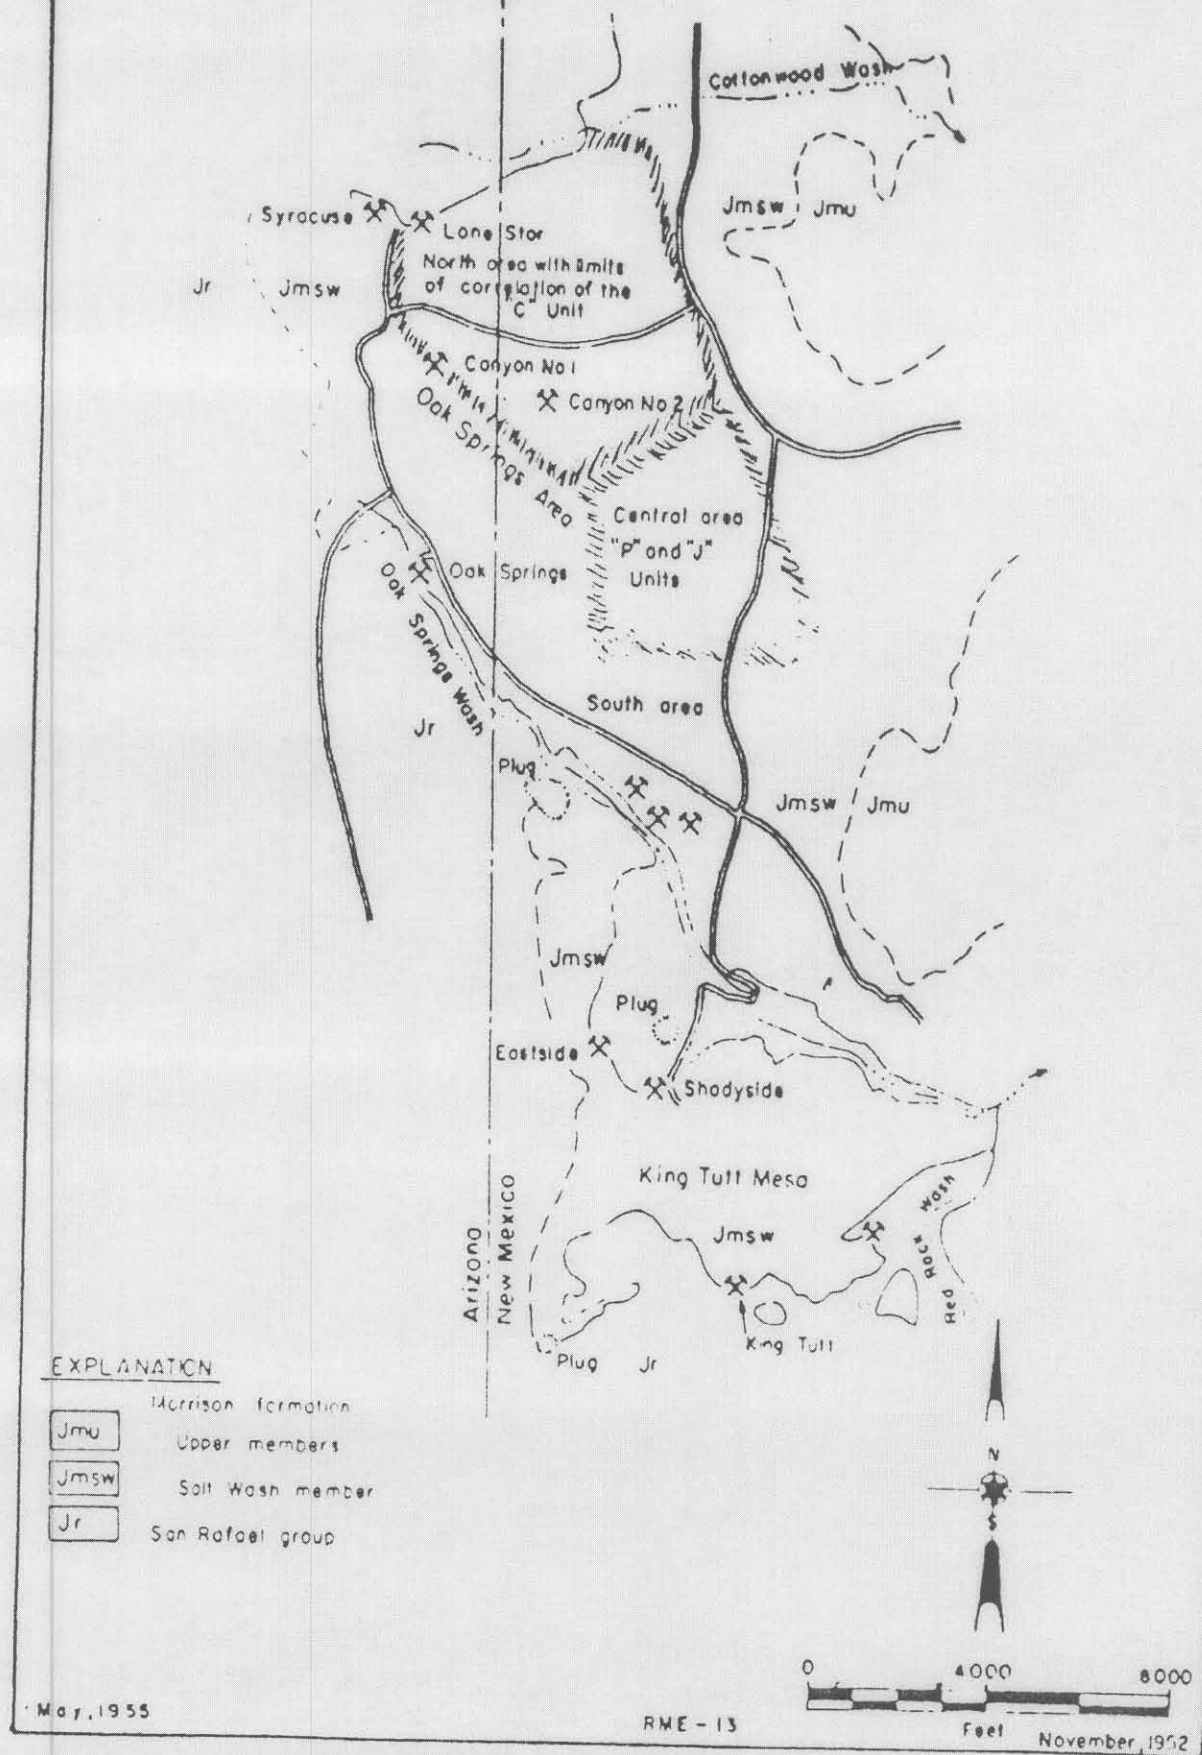 Cottonwood Wash
Syracuse
Lone Star
Jmsw
Jmu
North area with limits
of correlation of the
"C" Unit
Jr
Jmsw
Canyon No 1
Canyon No 2
Oak Springs Area
Central area
"P" and "J"
Units
Oak Springs
Oak Springs Wash
South area
Jr
Plug
Jmsw
Jmu
Jmsw
Plug
Eastside
Shadyside
King Tutt Mesa
Jmsw
Red Rock Wash
Arizona
New Mexico
King Tutt
Plug
Jr
EXPLANATION
Morrison formation
Jmu
Upper members
Jmsw
Salt Wash member
Jr
San Rafael group
N
S
0
4000
8000
Feet
May, 1955
RME-13
November, 1952